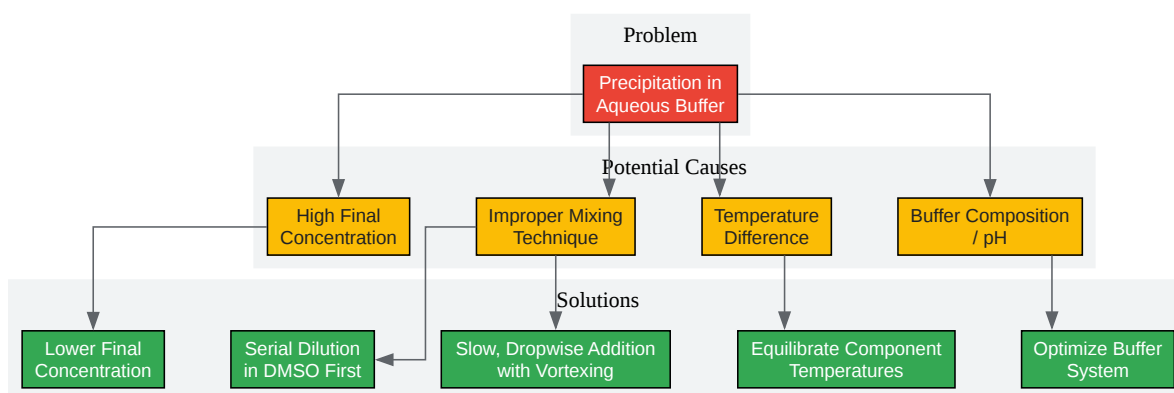 Problem
Precipitation in
Aqueous Buffer
Potential Causes
High Final
Concentration
Improper Mixing
Technique
Temperature
Difference
Buffer Composition
/ pH
Solutions
Lower Final
Concentration
Serial Dilution
in DMSO First
Slow, Dropwise Addition
with Vortexing
Equilibrate Component
Temperatures
Optimize Buffer
System